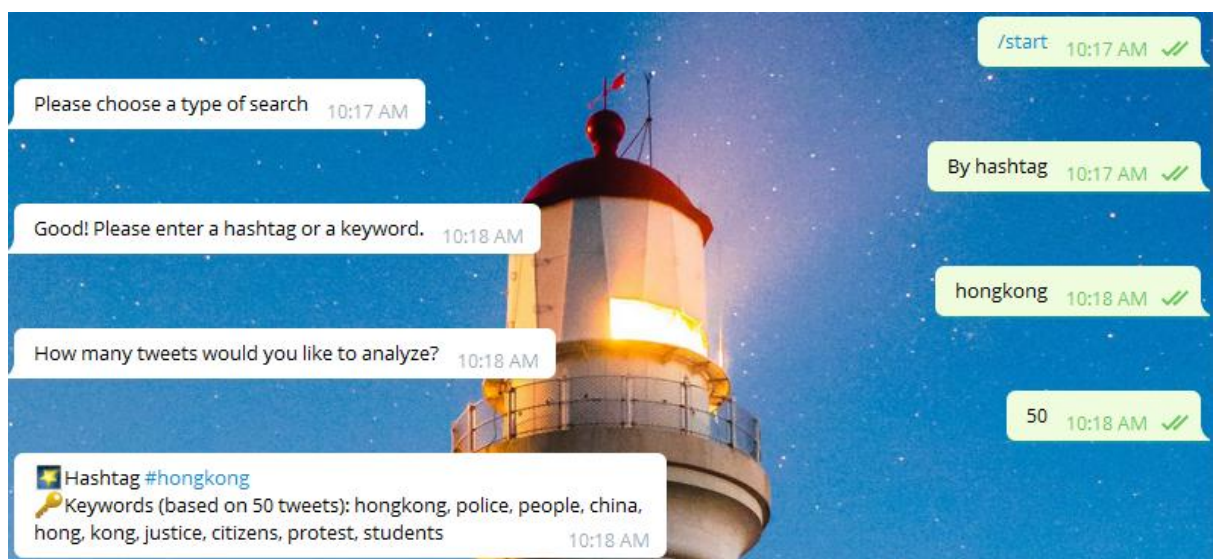 /start 10:17 AM
Please choose a type of search 10:17 AM
By hashtag 10:17 AM
Good! Please enter a hashtag or a keyword. 10:18 AM
hongkong 10:18 AM
How many tweets would you like to analyze? 10:18 AM
50 10:18 AM
Hashtag #hongkong
Keywords (based on 50 tweets): hongkong, police, people, china,
hong, kong, justice, citizens, protest, students 10:18 AM